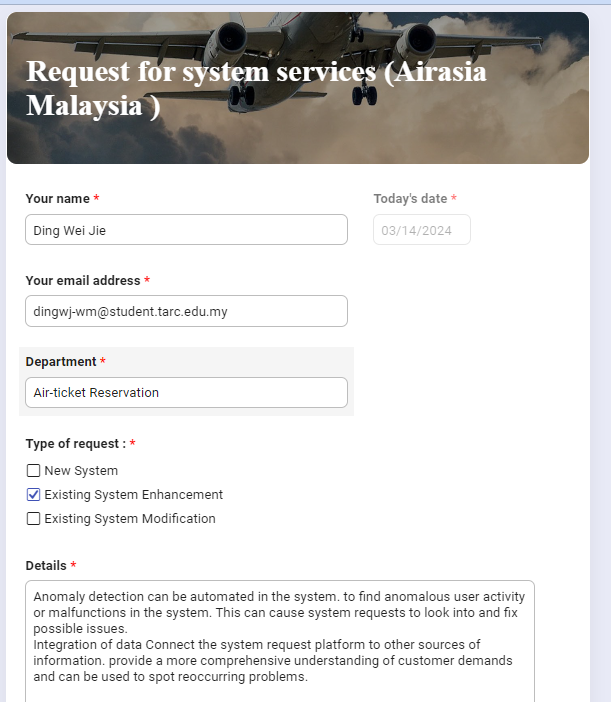 Request for system services (Airasia
Malaysia )
Your name *
Today's date *
Ding Wei Jie
03/14/2024
Your email address *
dingwj-wm@student.tarc.edu.my
Department *
Air-ticket Reservation
Type of request : *
New System
Existing System Enhancement
Existing System Modification
Details *
Anomaly detection can be automated in the system. to find anomalous user activity
or malfunctions in the system. This can cause system requests to look into and fix
possible issues.
Integration of data Connect the system request platform to other sources of
information. provide a more comprehensive understanding of customer demands
and can be used to spot reoccurring problems.